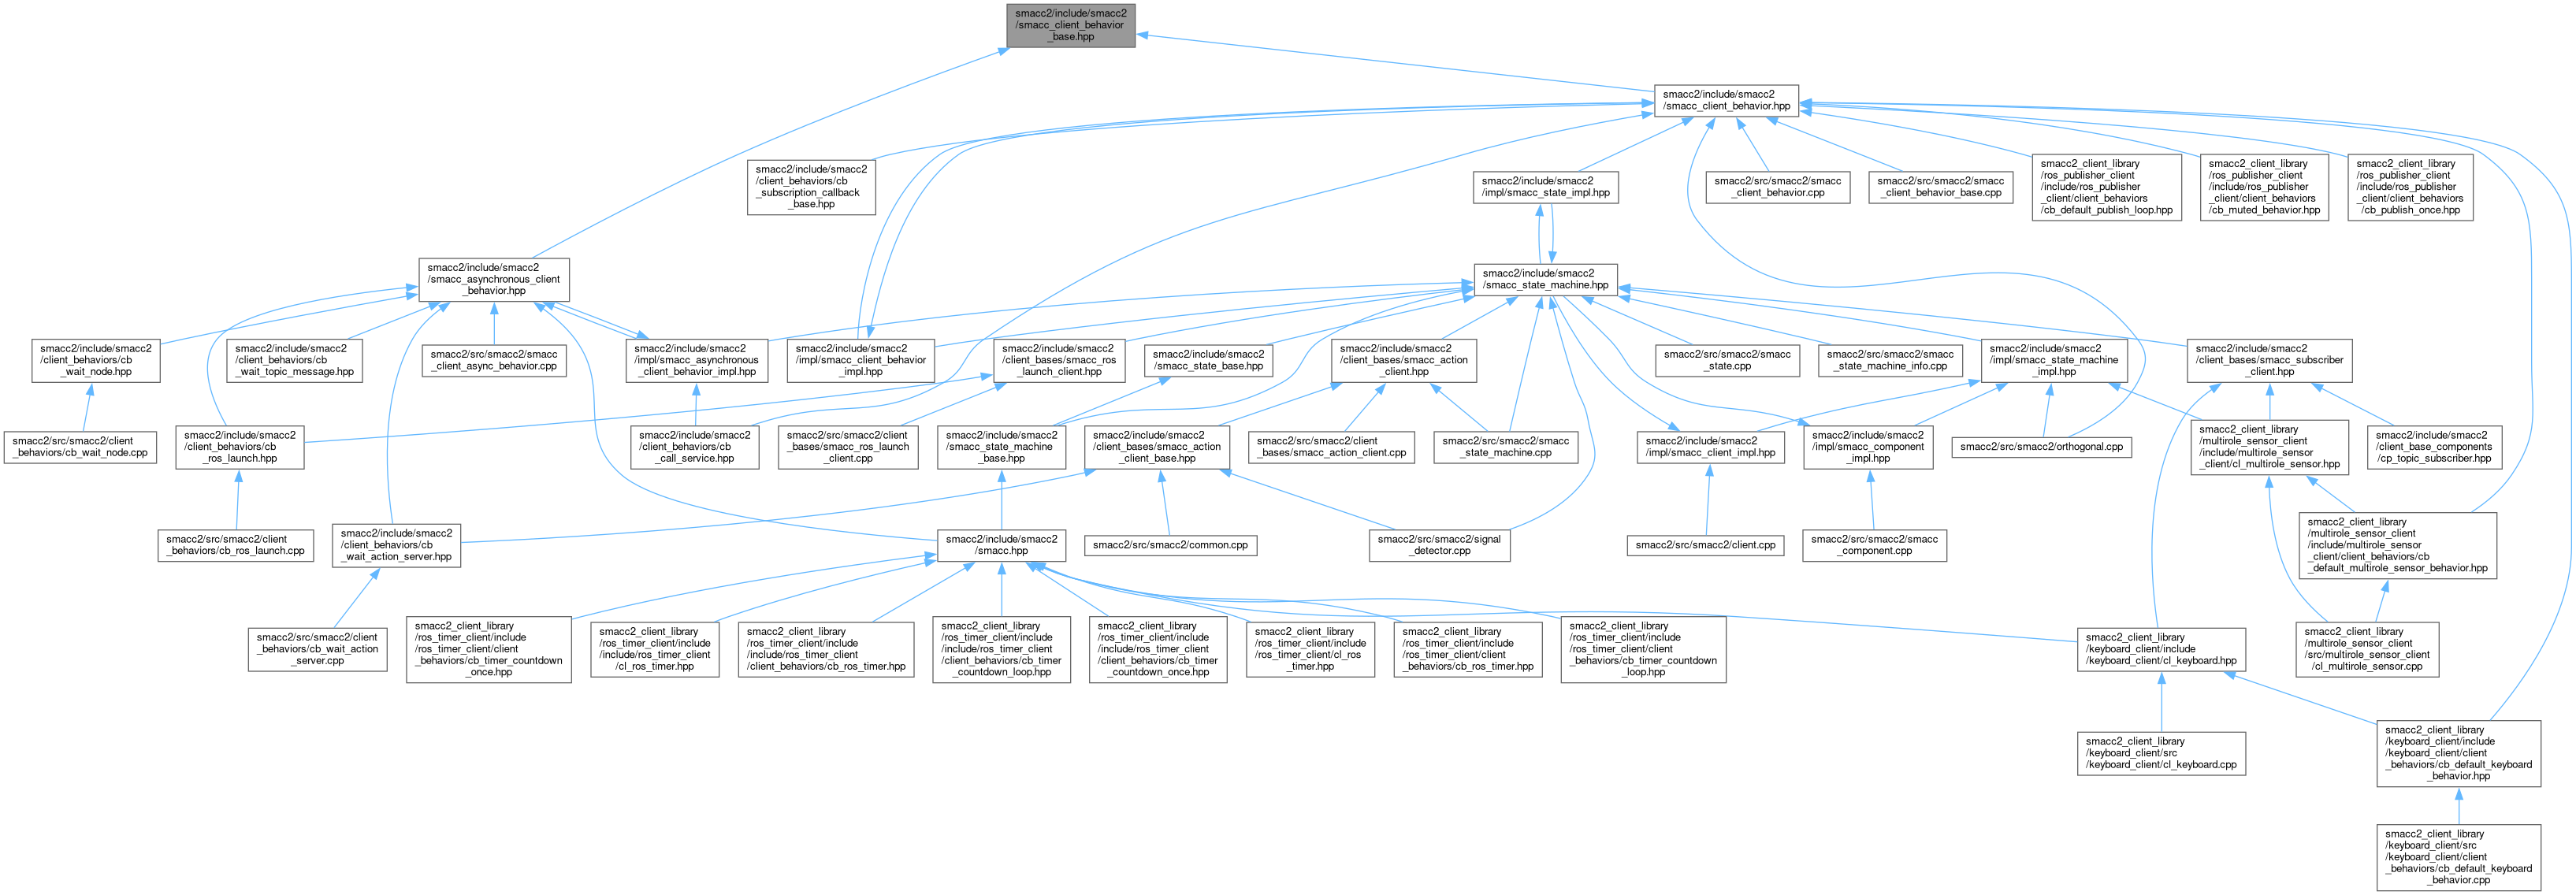 smacc2/include/smacc2
/smacc_client_behavior
_base.hpp
smacc2/include/smacc2
/smacc_client_behavior.hpp
smacc2/include/smacc2
/client_behaviors/cb
_subscription_callback
_base.hpp
smacc2/include/smacc2
/impl/smacc_state_impl.hpp
smacc2/src/smacc2/smacc
_client_behavior.cpp
smacc2/src/smacc2/smacc
_client_behavior_base.cpp
smacc2_client_library
/ros_publisher_client
/include/ros_publisher
_client/client_behaviors
/cb_default_publish_loop.hpp
smacc2_client_library
/ros_publisher_client
/include/ros_publisher
_client/client_behaviors
/cb_muted_behavior.hpp
smacc2_client_library
/ros_publisher_client
/include/ros_publisher
_client/client_behaviors
/cb_publish_once.hpp
smacc2/include/smacc2
/smacc_asynchronous_client
_behavior.hpp
smacc2/include/smacc2
/smacc_state_machine.hpp
smacc2/include/smacc2
/client_behaviors/cb
_wait_node.hpp
smacc2/include/smacc2
/client_behaviors/cb
_wait_topic_message.hpp
smacc2/src/smacc2/smacc
_client_async_behavior.cpp
smacc2/include/smacc2
/impl/smacc_asynchronous
_client_behavior_impl.hpp
smacc2/include/smacc2
/impl/smacc_client_behavior
_impl.hpp
smacc2/include/smacc2
/client_bases/smacc_ros
_launch_client.hpp
smacc2/include/smacc2
/smacc_state_base.hpp
smacc2/include/smacc2
/client_bases/smacc_action
_client.hpp
smacc2/src/smacc2/smacc
_state.cpp
smacc2/src/smacc2/smacc
_state_machine_info.cpp
smacc2/include/smacc2
/impl/smacc_state_machine
_impl.hpp
smacc2/include/smacc2
/client_bases/smacc_subscriber
_client.hpp
smacc2/src/smacc2/client
_behaviors/cb_wait_node.cpp
smacc2/include/smacc2
/client_behaviors/cb
_ros_launch.hpp
smacc2/include/smacc2
/client_behaviors/cb
_call_service.hpp
smacc2/src/smacc2/client
_bases/smacc_ros_launch
_client.cpp
smacc2/include/smacc2
/smacc_state_machine
_base.hpp
smacc2/include/smacc2
/client_bases/smacc_action
_client_base.hpp
smacc2/src/smacc2/client
_bases/smacc_action_client.cpp
smacc2/src/smacc2/smacc
_state_machine.cpp
smacc2/include/smacc2
/impl/smacc_client_impl.hpp
smacc2/include/smacc2
/impl/smacc_component
_impl.hpp
smacc2/src/smacc2/orthogonal.cpp
smacc2_client_library
/multirole_sensor_client
/include/multirole_sensor
_client/cl_multirole_sensor.hpp
smacc2/include/smacc2
/client_base_components
/cp_topic_subscriber.hpp
smacc2/src/smacc2/client
_behaviors/cb_ros_launch.cpp
smacc2/include/smacc2
/client_behaviors/cb
_wait_action_server.hpp
smacc2/include/smacc2
/smacc.hpp
smacc2/src/smacc2/common.cpp
smacc2/src/smacc2/signal
_detector.cpp
smacc2/src/smacc2/client.cpp
smacc2/src/smacc2/smacc
_component.cpp
smacc2_client_library
/multirole_sensor_client
/include/multirole_sensor
_client/client_behaviors/cb
_default_multirole_sensor_behavior.hpp
smacc2/src/smacc2/client
_behaviors/cb_wait_action
_server.cpp
smacc2_client_library
/ros_timer_client/include
/ros_timer_client/client
_behaviors/cb_timer_countdown
_once.hpp
smacc2_client_library
/ros_timer_client/include
/include/ros_timer_client
/cl_ros_timer.hpp
smacc2_client_library
/ros_timer_client/include
/include/ros_timer_client
/client_behaviors/cb_ros_timer.hpp
smacc2_client_library
/ros_timer_client/include
/include/ros_timer_client
/client_behaviors/cb_timer
_countdown_loop.hpp
smacc2_client_library
/ros_timer_client/include
/include/ros_timer_client
/client_behaviors/cb_timer
_countdown_once.hpp
smacc2_client_library
/ros_timer_client/include
/ros_timer_client/cl_ros
_timer.hpp
smacc2_client_library
/ros_timer_client/include
/ros_timer_client/client
_behaviors/cb_ros_timer.hpp
smacc2_client_library
/ros_timer_client/include
/ros_timer_client/client
_behaviors/cb_timer_countdown
_loop.hpp
smacc2_client_library
/keyboard_client/include
/keyboard_client/cl_keyboard.hpp
smacc2_client_library
/multirole_sensor_client
/src/multirole_sensor_client
/cl_multirole_sensor.cpp
smacc2_client_library
/keyboard_client/src
/keyboard_client/cl_keyboard.cpp
smacc2_client_library
/keyboard_client/include
/keyboard_client/client
_behaviors/cb_default_keyboard
_behavior.hpp
smacc2_client_library
/keyboard_client/src
/keyboard_client/client
_behaviors/cb_default_keyboard
_behavior.cpp